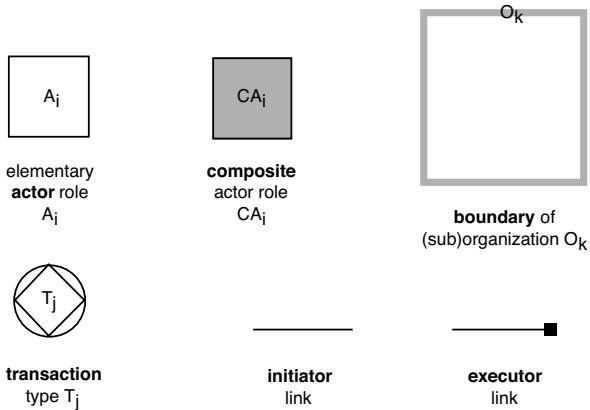 O_k
A_i
CA_i
elementary
actor role
A_i
composite
actor role
CA_i
boundary of
(sub)organization O_k
T_j
transaction
type T_j
initiator
link
executor
link